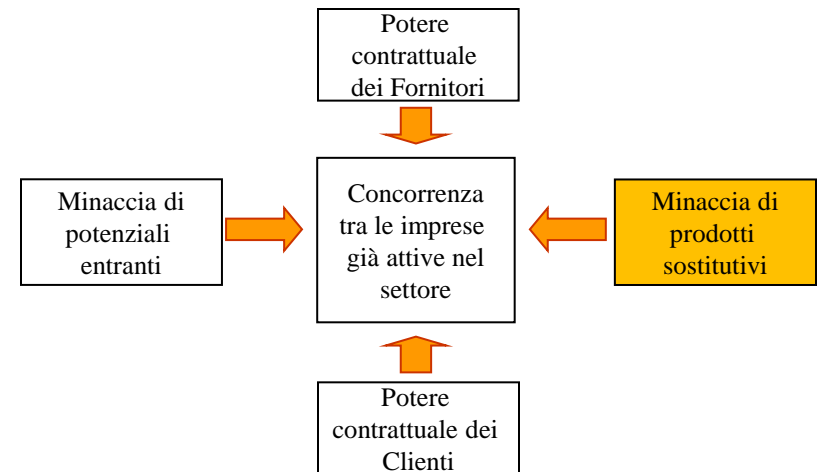 Potere
contrattuale
dei Fornitori
Minaccia di
potenziali
entranti
Concorrenza
tra le imprese
già attive nel
settore
Minaccia di
prodotti
sostitutivi
Potere
contrattuale dei
Clienti